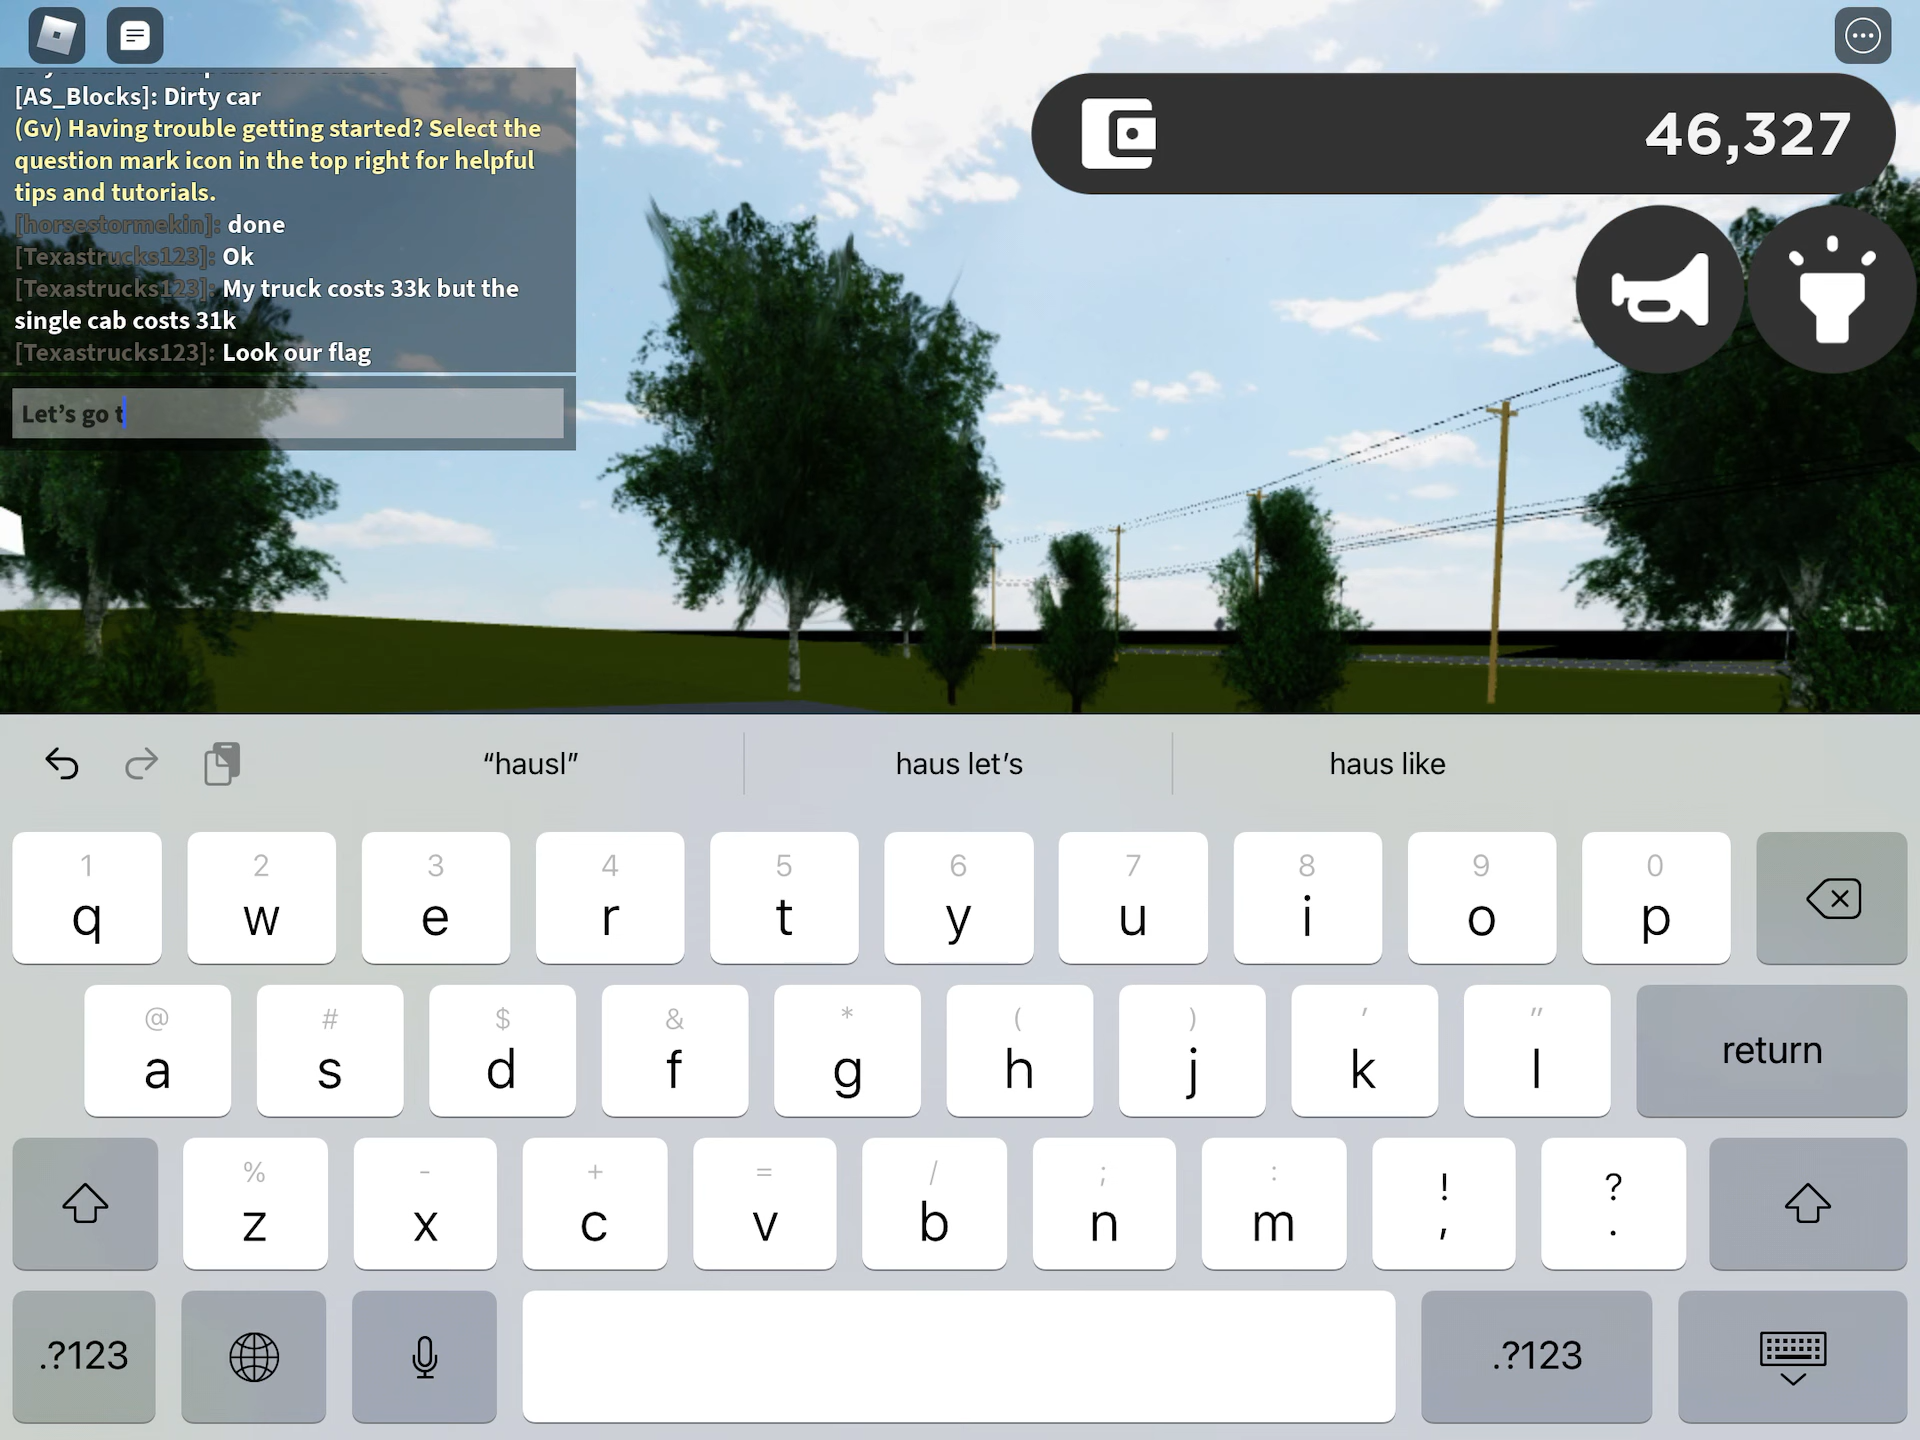 [AS_Blocks]: Dirty car
(Gv) Having trouble getting started? Select the
question mark icon in the top right for helpful
tips and tutorials.
[horsestormekin]: done
[Texastrucks123]: Ok
[Texastrucks123]: My truck costs 33k but the
single cab costs 31k
[Texastrucks123]: Look our flag
Let’s go t
46,327
“hausl” haus let’s haus like
1 2 3 4 5 6 7 8 9 0
q w e r t y u i o p
@ # $ & * ( ) ’ ”
a s d f g h j k l return
% - + = / ; : ! ?
z x c v b n m , .
.?123 .?123